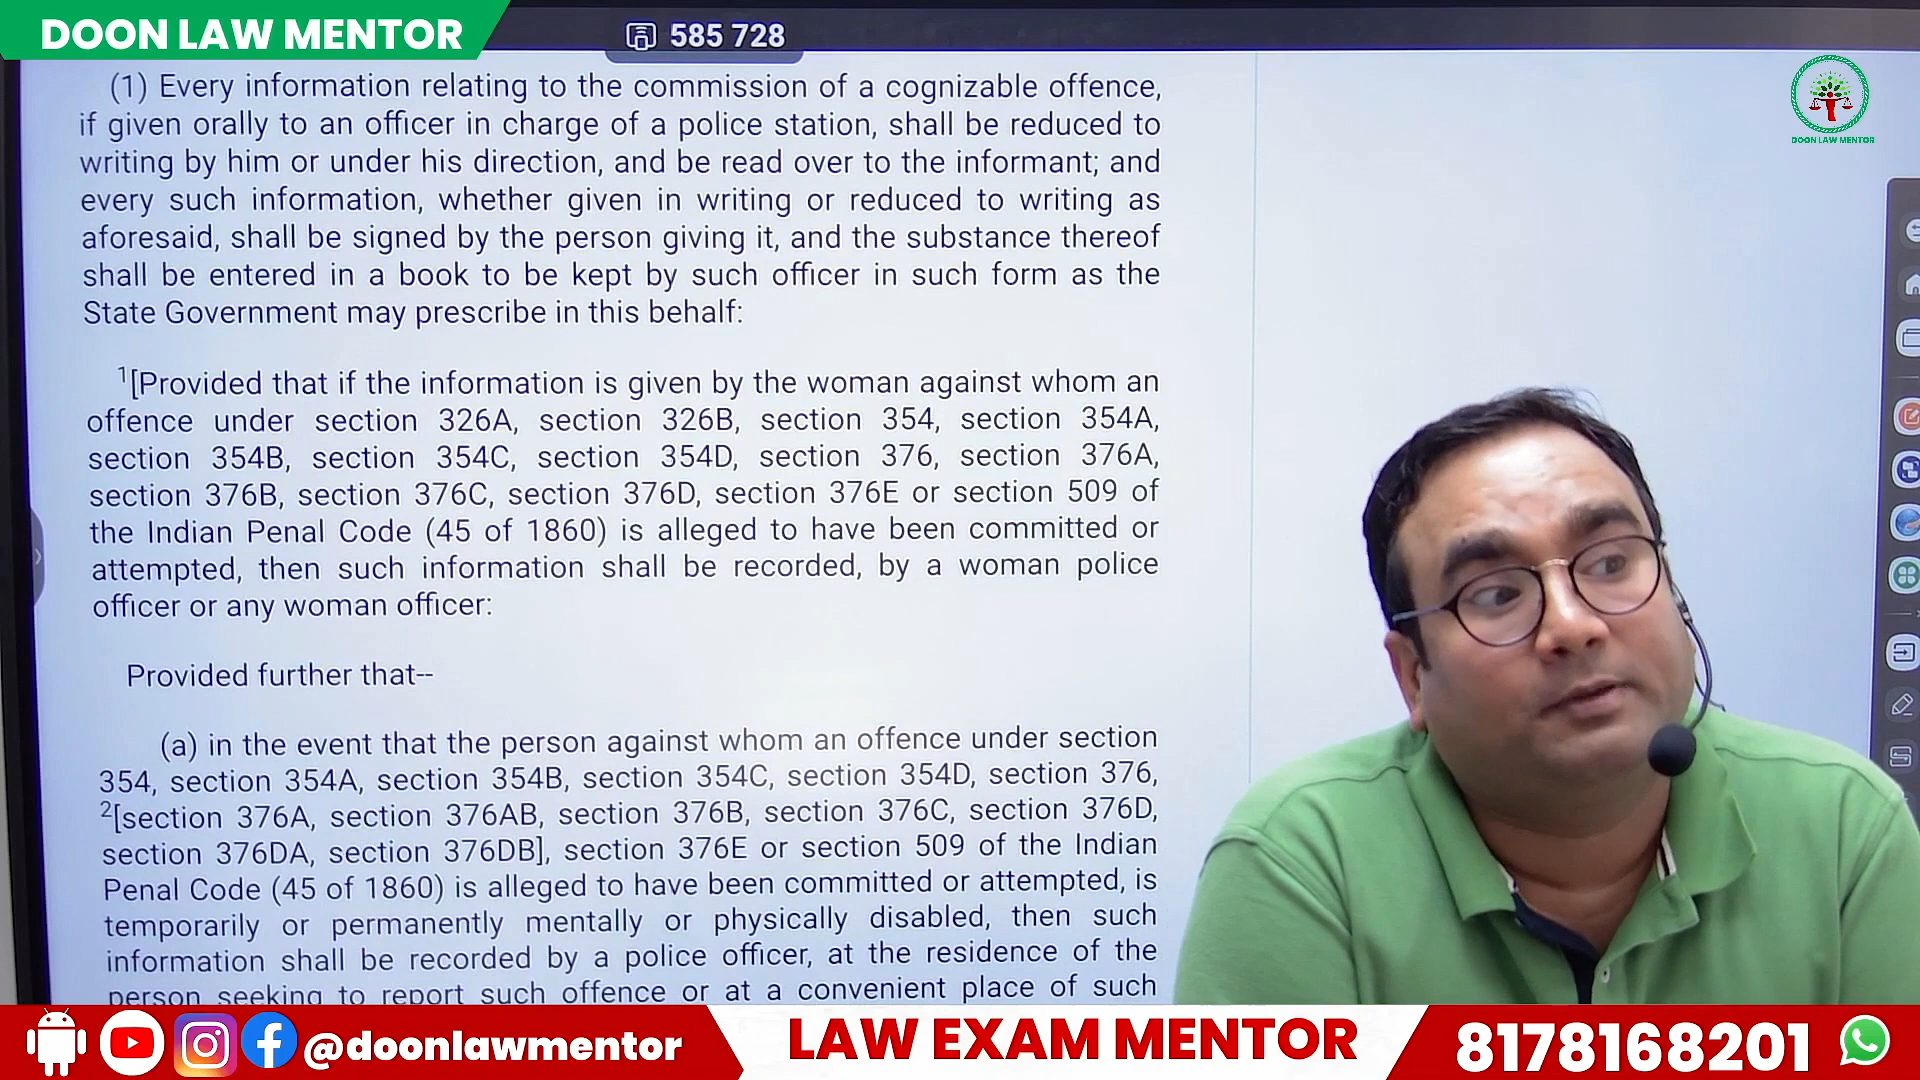 DOON LAW MENTOR
585 728
DOON LAW MENTOR
(1) Every information relating to the commission of a cognizable offence,
if given orally to an officer in charge of a police station, shall be reduced to
writing by him or under his direction, and be read over to the informant; and
every such information, whether given in writing or reduced to writing as
aforesaid, shall be signed by the person giving it, and the substance thereof
shall be entered in a book to be kept by such officer in such form as the
State Government may prescribe in this behalf:
1[Provided that if the information is given by the woman against whom an
offence under section 326A, section 326B, section 354, section 354A,
section 354B, section 354C, section 354D, section 376, section 376A,
section 376B, section 376C, section 376D, section 376E or section 509 of
the Indian Penal Code (45 of 1860) is alleged to have been committed or
attempted, then such information shall be recorded, by a woman police
officer or any woman officer:
Provided further that--
(a) in the event that the person against whom an offence under section
354, section 354A, section 354B, section 354C, section 354D, section 376,
2[section 376A, section 376AB, section 376B, section 376C, section 376D,
section 376DA, section 376DB], section 376E or section 509 of the Indian
Penal Code (45 of 1860) is alleged to have been committed or attempted, is
temporarily or permanently mentally or physically disabled, then such
information shall be recorded by a police officer, at the residence of the
person seeking to report such offence or at a convenient place of such
@doonlawmentor
LAW EXAM MENTOR
8178168201